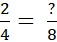 2/4 = ?/8